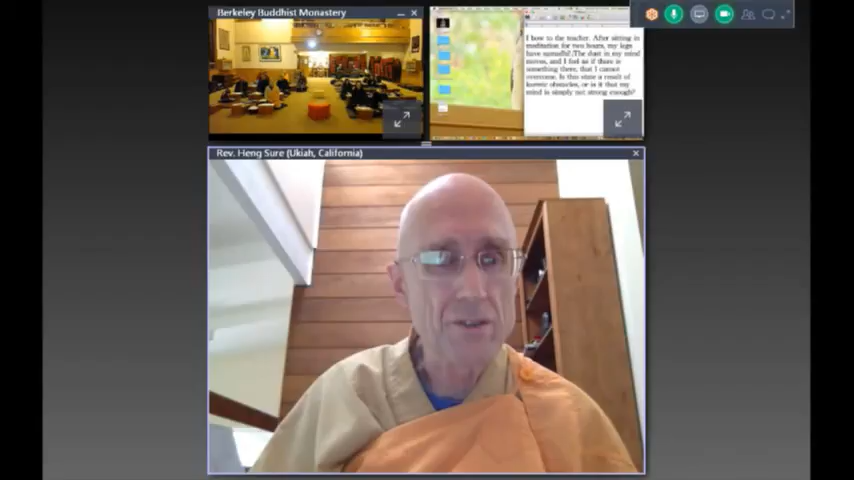 Berkeley Buddhist Monastery
I bow to the teacher. After sitting in
meditation for two hours, my legs
have
The dust in my mind
moves, and I feel as if there is
something there, that I cannot
overcome. Is this state a result of
karmic obstacles, or is it that my
mind is simply not strong enough?
Rev. Heng Sure (Ukiah, California)